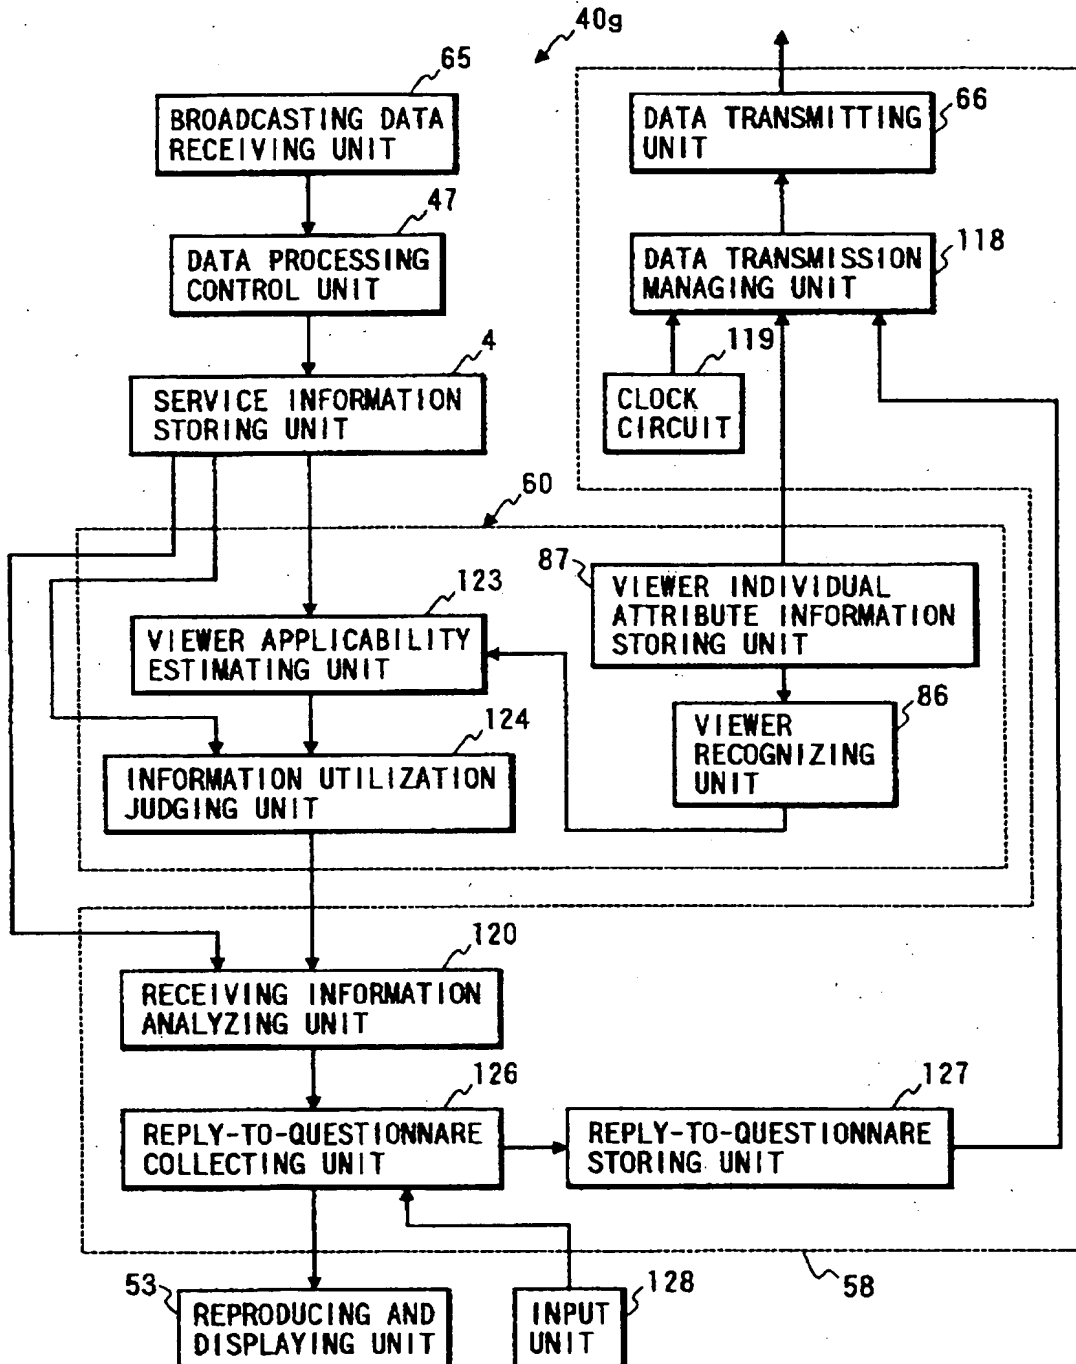 40g
65
BROADCASTING DATA
RECEIVING UNIT
47
DATA PROCESSING
CONTROL UNIT
4
SERVICE INFORMATION
STORING UNIT
66
DATA TRANSMITTING
UNIT
118
DATA TRANSMISSION
MANAGING UNIT
119
CLOCK
CIRCUIT
60
123
VIEWER APPLICABILITY
ESTIMATING UNIT
87
VIEWER INDIVIDUAL
ATTRIBUTE INFORMATION
STORING UNIT
124
INFORMATION UTILIZATION
JUDGING UNIT
86
VIEWER
RECOGNIZING
UNIT
120
RECEIVING INFORMATION
ANALYZING UNIT
126
REPLY-TO-QUESTIONNARE
COLLECTING UNIT
127
REPLY-TO-QUESTIONNARE
STORING UNIT
53
REPRODUCING AND
DISPLAYING UNIT
128
INPUT
UNIT
58